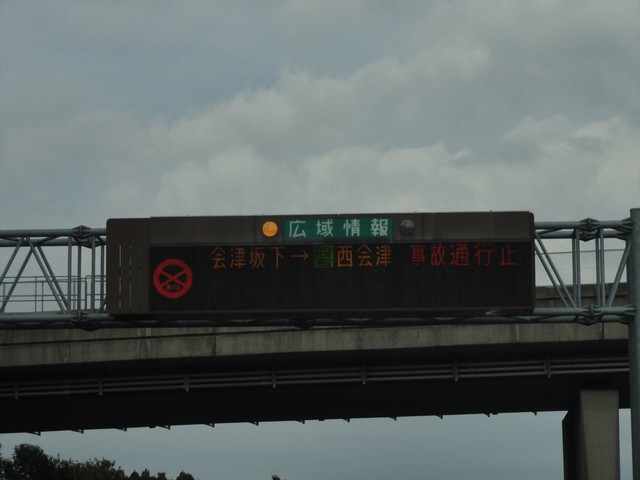 広域情報
会津坂下→西会津 事故通行止